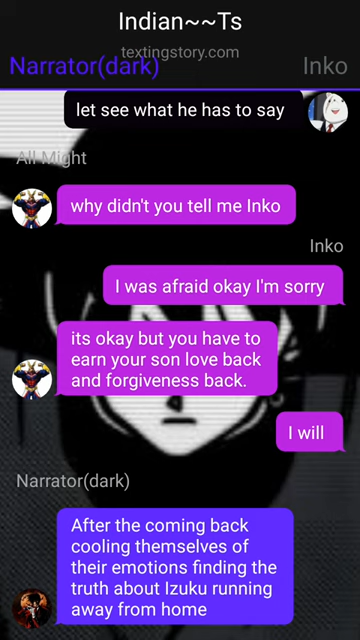 Indian~~Ts
textingstory.com
Narrator(dark)
Inko
let see what he has to say
All Might
why didn't you tell me Inko
Inko
I was afraid okay I'm sorry
its okay but you have to
earn your son love back
and forgiveness back.
I will
Narrator(dark)
After the coming back
cooling themselves of
their emotions finding the
truth about Izuku running
away from home